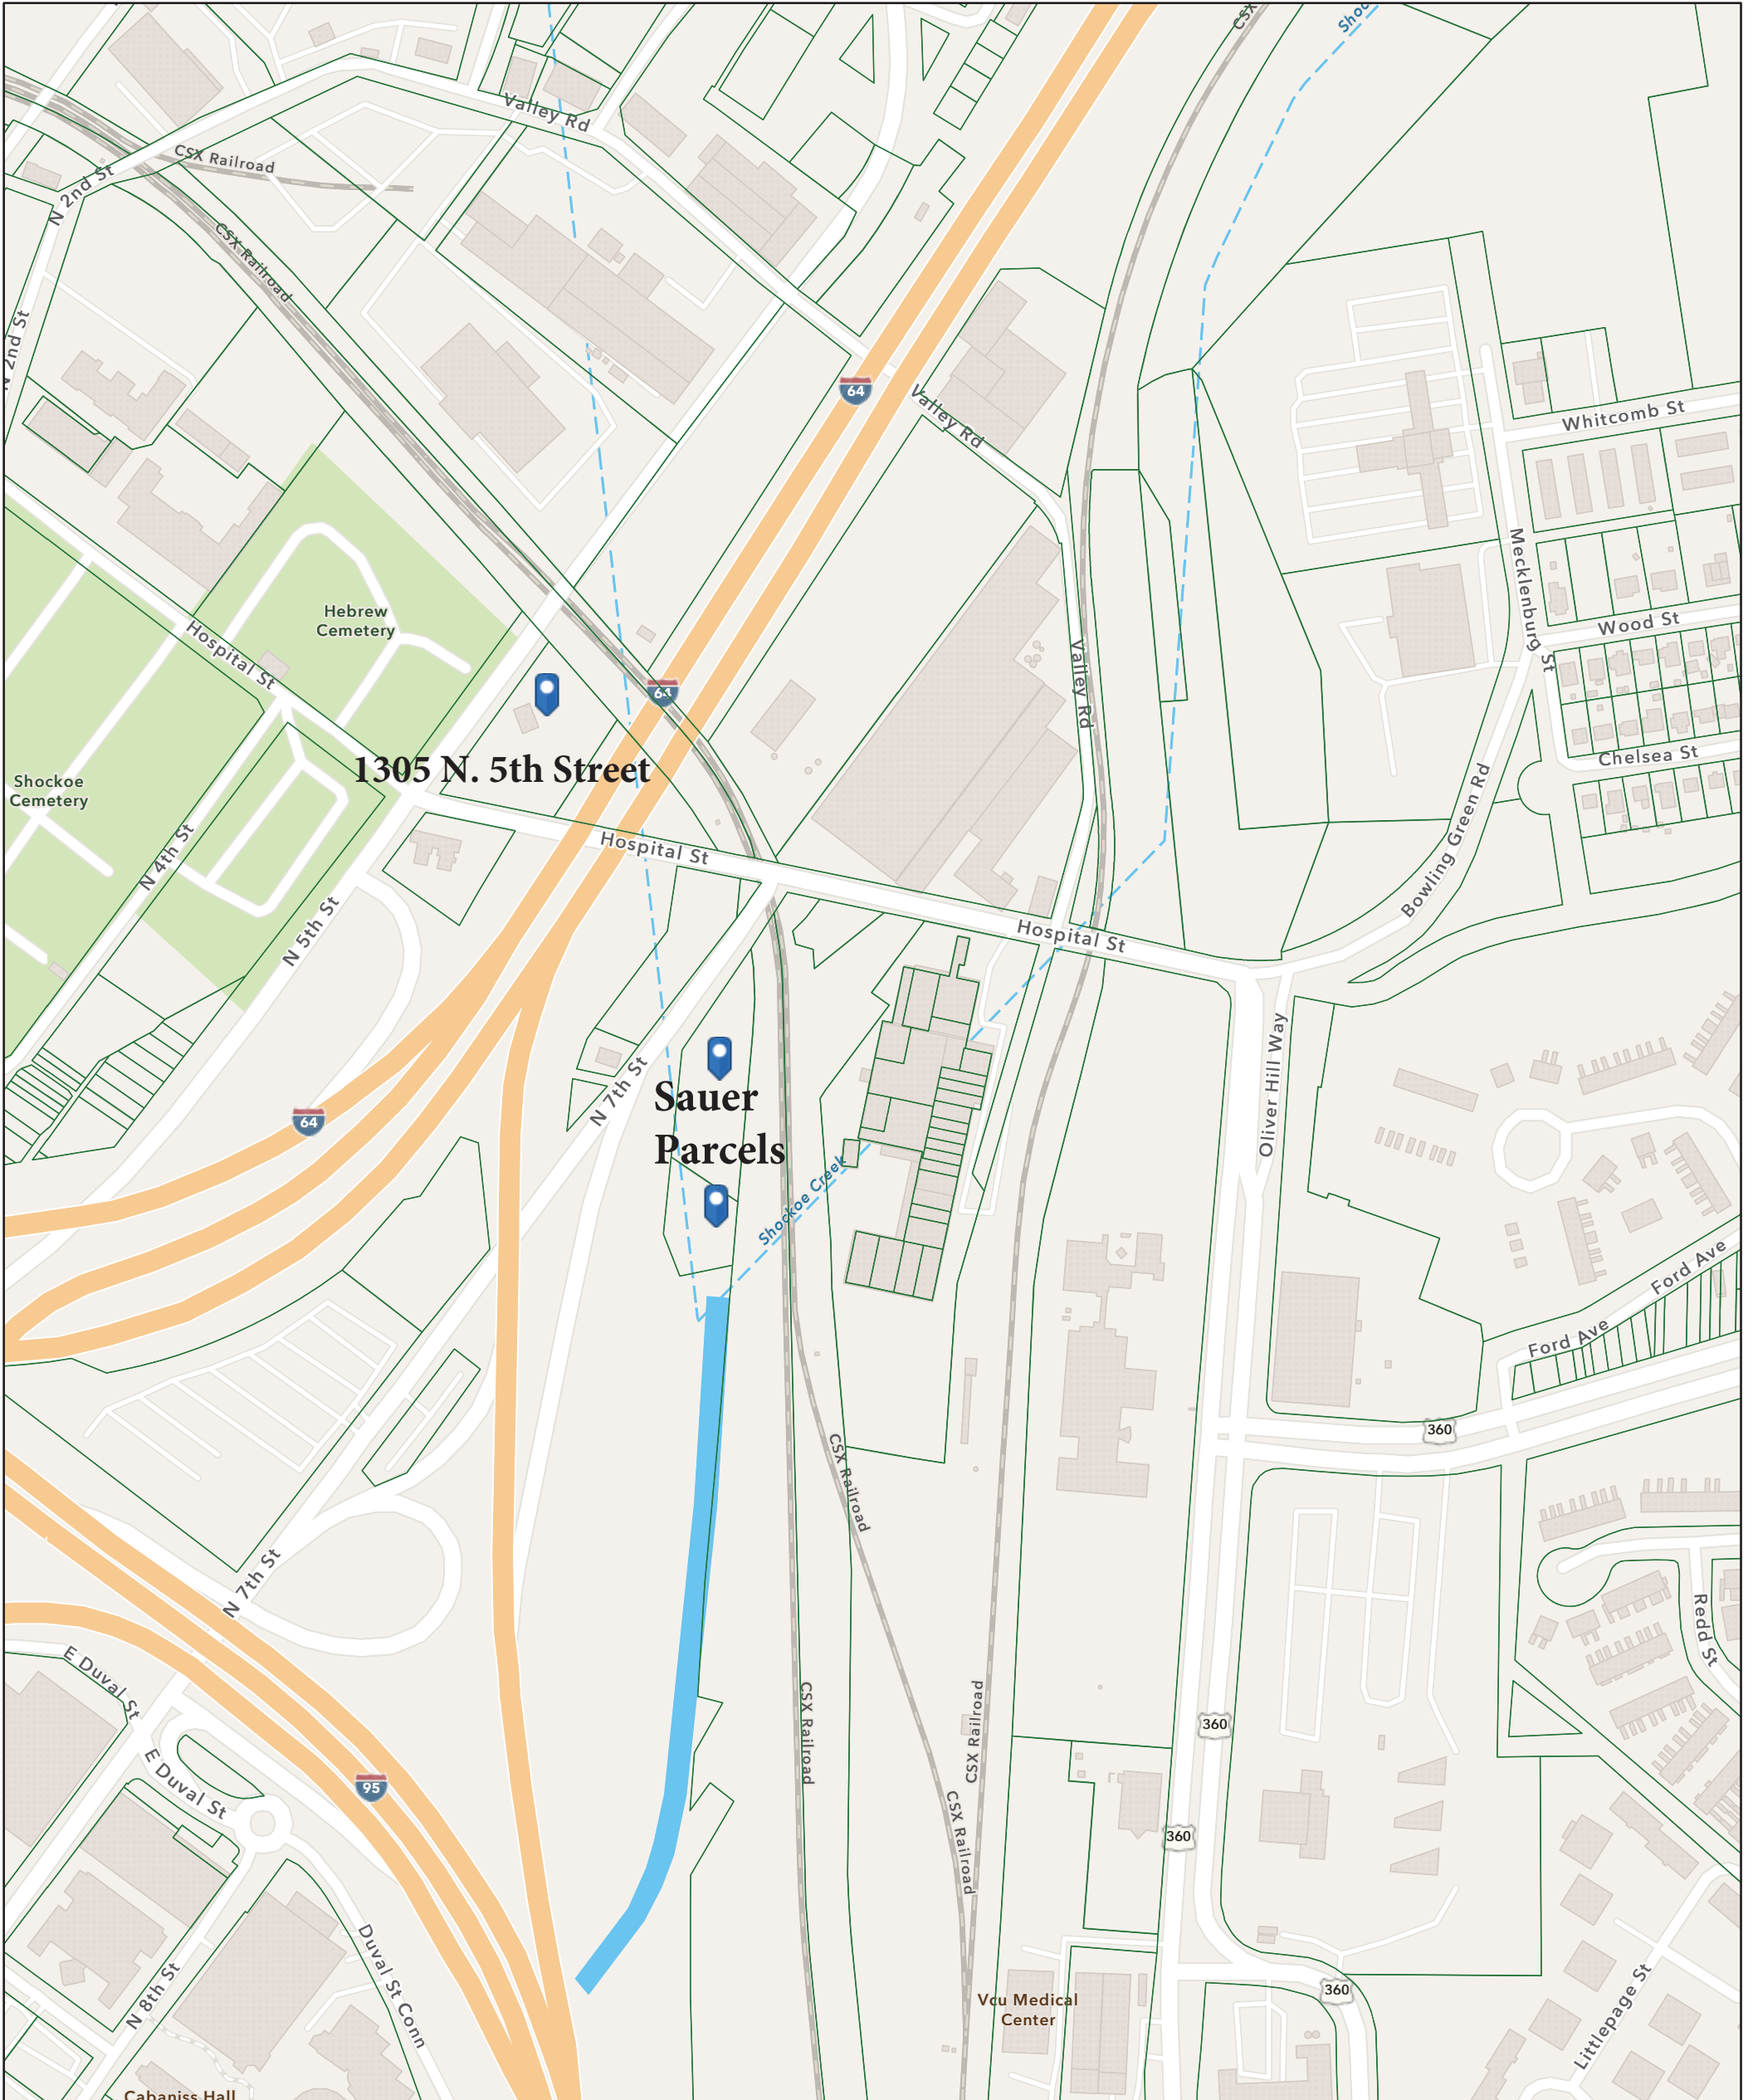 CSX
Shoc
Valley Rd
CSX Railroad
N 2nd St
CSX Railroad
N 2nd St
64
Valley Rd
Whitcomb St
Mecklenburg St
Hebrew
Cemetery
Wood St
Hospital St
Valley Rd
64
1305 N. 5th Street
Chelsea St
Shockoe
Cemetery
N 4th St
Hospital St
Bowling Green Rd
N 5th St
Hospital St
Oliver Hill Way
N 7th St
Sauer
Parcels
64
Shockoe Creek
Ford Ave
Ford Ave
360
CSX Railroad
N 7th St
Redd St
E Duval St
CSX Railroad
CSX Railroad
360
E Duval St
95
CSX Railroad
360
Duval St Conn
N 8th St
Vcu Medical
Center
360
Littlepage St
Cabaniss Hall